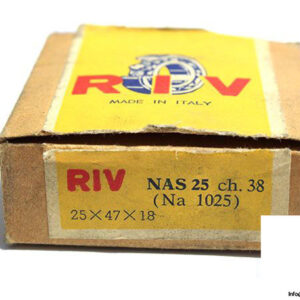 RIV
MADE IN ITALY
RIV NAS 25 ch. 38
(Na 1025)
25×47×18